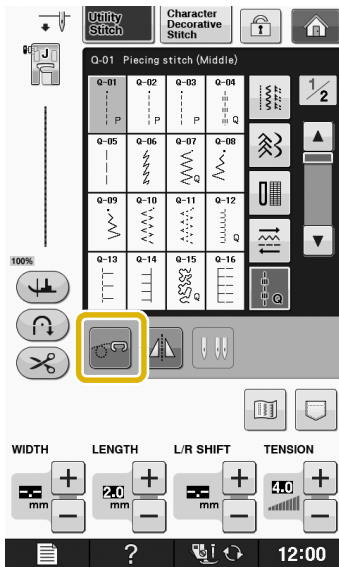 Utility
Stitch
Character
Decorative
Stitch
J
Q-01 Piecing stitch (Middle)
1/2
Q-01 Q-02 Q-03 Q-04
P P P Q
Q-05 Q-06 Q-07 Q-08
Q
Q-09 Q-10 Q-11 Q-12
Q
Q-13 Q-14 Q-15 Q-16
Q
Q
100%
WIDTH LENGTH L/R SHIFT TENSION
-.- mm
2.0 mm
-.- mm
4.0
+ + + +
− − − −
? 12:00